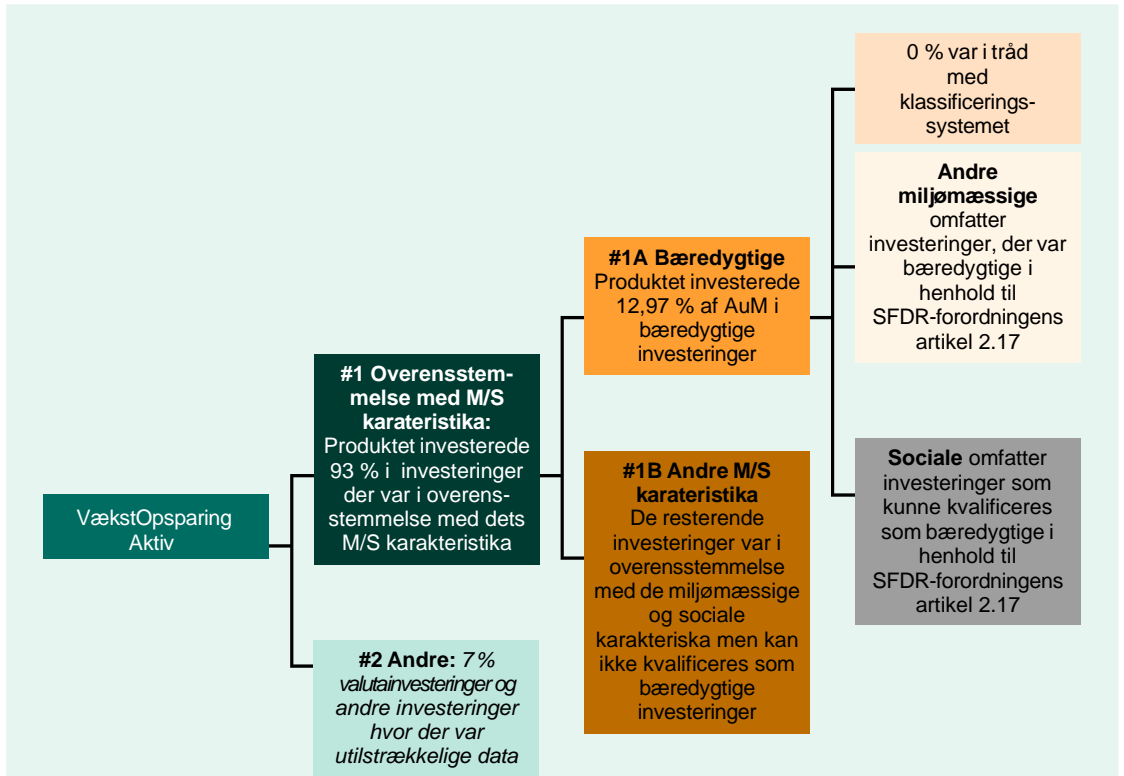 VækstOpsparing
Aktiv
#1 Overensstem-
melse med M/S
karateristika:
Produktet investerede
93 % i investeringer
der var i overens-
stemmelse med dets
M/S karakteristika
#2 Andre: 7 %
valutainvesteringer og
andre investeringer
hvor der var
utilstrækkelige data
#1A Bæredygtige
Produktet investerede
12,97 % af AuM i
bæredygtige
investeringer
#1B Andre M/S
karateristika
De resterende
investeringer var i
overensstemmelse
med de miljømæssige
og sociale
karakteriska men kan
ikke kvalificeres som
bæredygtige
investeringer
0 % var i tråd
med
klassificerings-
systemet
Andre
miljømæssige
omfatter
investeringer, der var
bæredygtige i
henhold til
SFDR-forordningens
artikel 2.17
Sociale omfatter
investeringer som
kunne kvalificeres
som bæredygtige i
henhold til
SFDR-forordningens
artikel 2.17